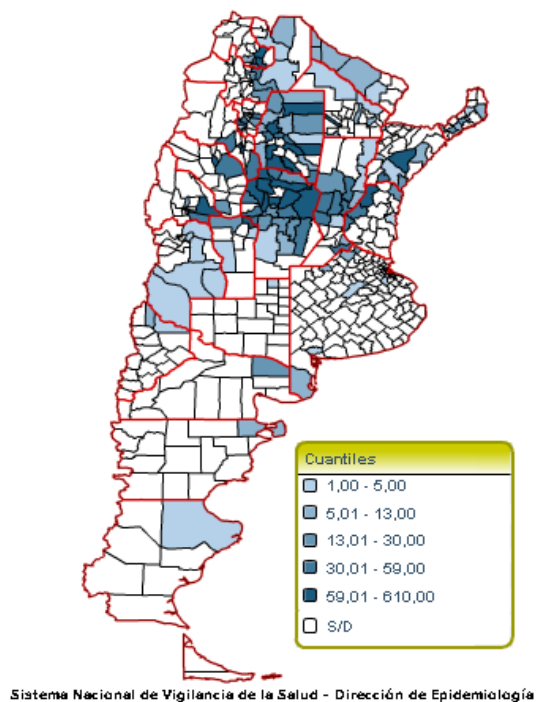 Cuantiles
1,00 - 5,00
5,01 - 13,00
13,01 - 30,00
30,01 - 59,00
59,01 - 610,00
S/D
Sistema Nacional de Vigilancia de la Salud - Dirección de Epidemiología